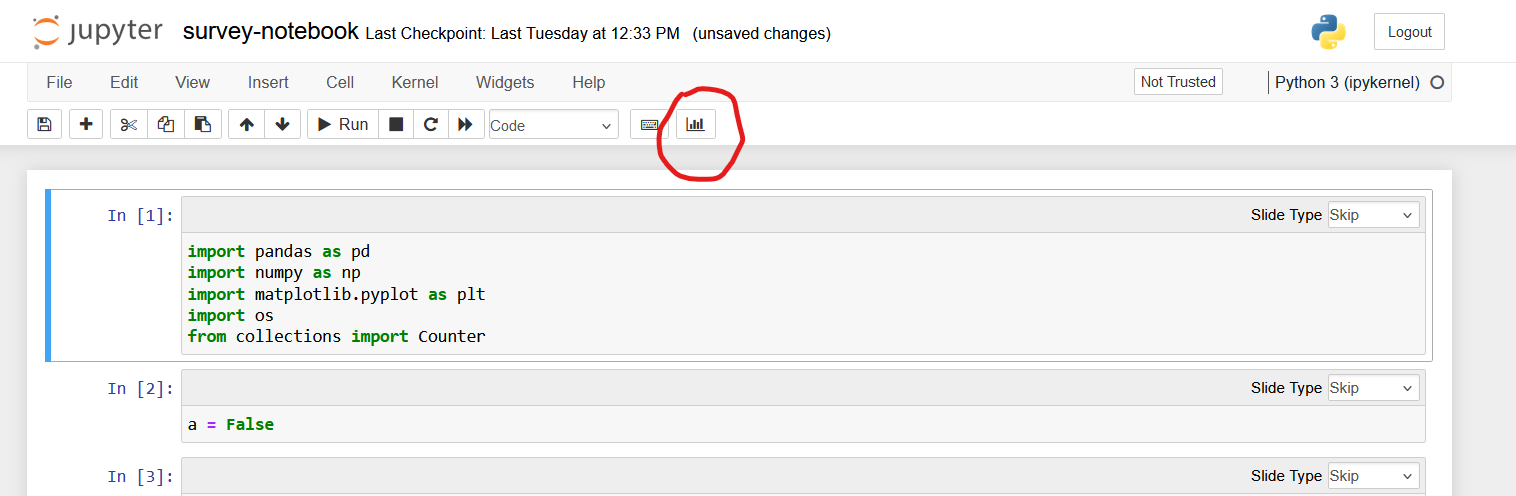 jupyter survey-notebook Last Checkpoint: Last Tuesday at 12:33 PM (unsaved changes) Logout
File Edit View Insert Cell Kernel Widgets Help Not Trusted Python 3 (ipykernel)
Run Code
In [1]: Slide Type Skip
import pandas as pd
import numpy as np
import matplotlib.pyplot as plt
import os
from collections import Counter
In [2]: Slide Type Skip
a = False
In [3]: Slide Type Skip